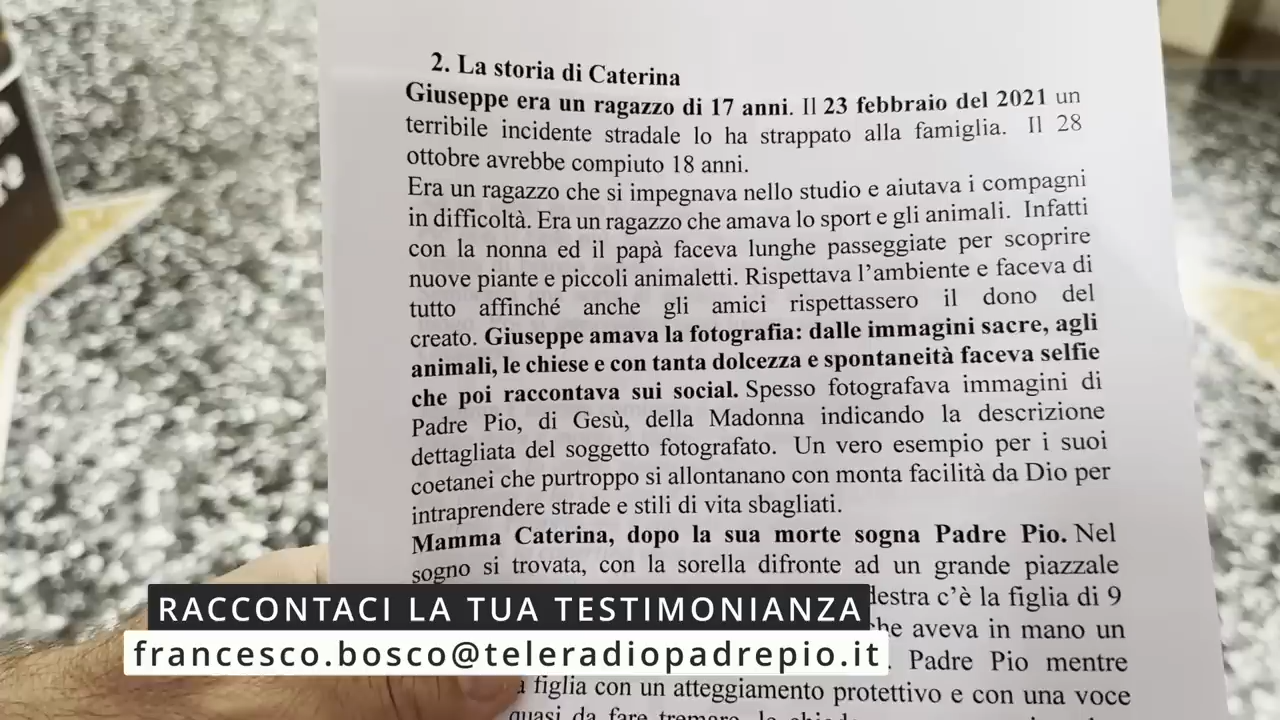 2. La storia di Caterina
Giuseppe era un ragazzo di 17 anni. Il 23 febbraio del 2021 un
terribile incidente stradale lo ha strappato alla famiglia. Il 28
ottobre avrebbe compiuto 18 anni.
Era un ragazzo che si impegnava nello studio e aiutava i compagni
in difficoltà. Era un ragazzo che amava lo sport e gli animali. Infatti
con la nonna ed il papà faceva lunghe passeggiate per scoprire
nuove piante e piccoli animaletti. Rispettava l'ambiente e faceva di
tutto affinché anche gli amici rispettassero il dono del
creato. Giuseppe amava la fotografia: dalle immagini sacre, agli
animali, le chiese e con tanta dolcezza e spontaneità faceva selfie
che poi raccontava sui social. Spesso fotografava immagini di
Padre Pio, di Gesù, della Madonna indicando la descrizione
dettagliata del soggetto fotografato. Un vero esempio per i suoi
coetanei che purtroppo si allontanano con monta facilità da Dio per
intraprendere strade e stili di vita sbagliati.
Mamma Caterina, dopo la sua morte sogna Padre Pio. Nel
sogno si trovata, con la sorella difronte ad un grande piazzale
destra c'è la figlia di 9
che aveva in mano un
. Padre Pio mentre
a figlia con un atteggiamento protettivo e con una voce
quasi da fare tremare, le
RACCONTACI LA TUA TESTIMONIANZA
francesco.bosco@teleradiopadrepio.it